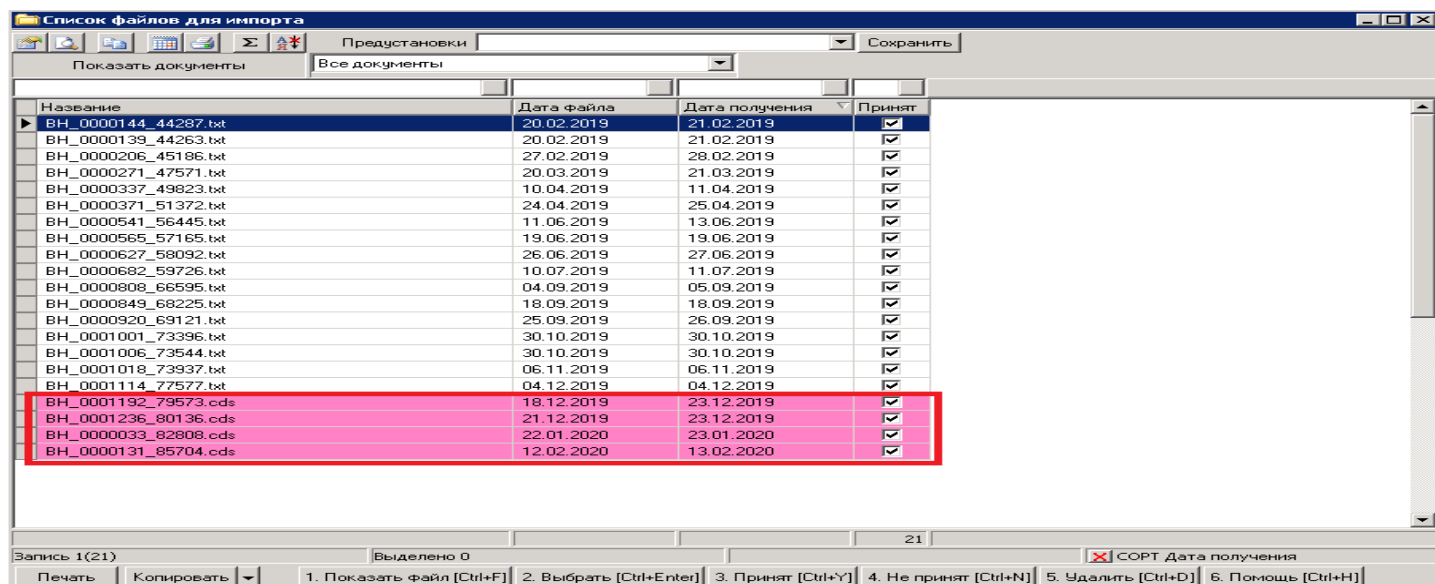 Список файлов для импорта
Предустановки Сохранить
Показать документы Все документы
Название Дата файла Дата получения Принят
BH_0000144_44287.txt 20.02.2019 21.02.2019
BH_0000139_44263.txt 20.02.2019 21.02.2019
BH_0000206_45186.txt 27.02.2019 28.02.2019
BH_0000271_47571.txt 20.03.2019 21.03.2019
BH_0000337_49823.txt 10.04.2019 11.04.2019
BH_0000371_51372.txt 24.04.2019 25.04.2019
BH_0000541_56445.txt 11.06.2019 13.06.2019
BH_0000565_57165.txt 19.06.2019 19.06.2019
BH_0000627_58092.txt 26.06.2019 27.06.2019
BH_0000682_59726.txt 10.07.2019 11.07.2019
BH_0000808_66595.txt 04.09.2019 05.09.2019
BH_0000849_68225.txt 18.09.2019 18.09.2019
BH_0000920_69121.txt 25.09.2019 26.09.2019
BH_0001001_73396.txt 30.10.2019 30.10.2019
BH_0001006_73544.txt 30.10.2019 30.10.2019
BH_0001018_73937.txt 06.11.2019 06.11.2019
BH_0001114_77577.txt 04.12.2019 04.12.2019
BH_0001192_79573.cds 18.12.2019 23.12.2019
BH_0001236_80136.cds 21.12.2019 23.12.2019
BH_0000033_82808.cds 22.01.2020 23.01.2020
BH_0000131_85704.cds 12.02.2020 13.02.2020
21
Запись 1(21) Выделено 0 СОРТ Дата получения
Печать Копировать 1. Показать файл [Ctrl+F] 2. Выбрать [Ctrl+Enter] 3. Принят [Ctrl+Y] 4. Не принят [Ctrl+N] 5. Удалить [Ctrl+D] 6. Помощь [Ctrl+H]